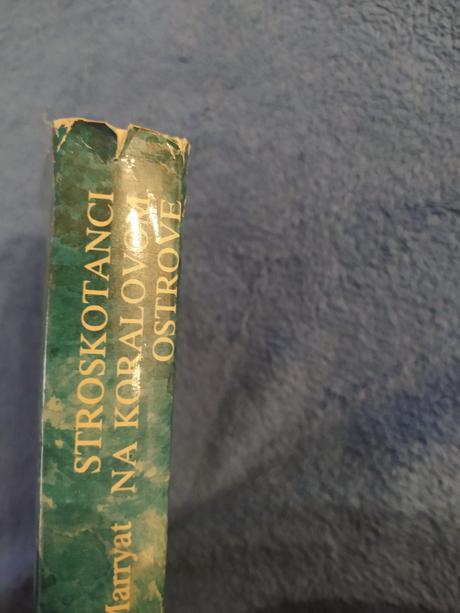 STROSKOTANCI
Marryat NA KORALOVOM
OSTROVE